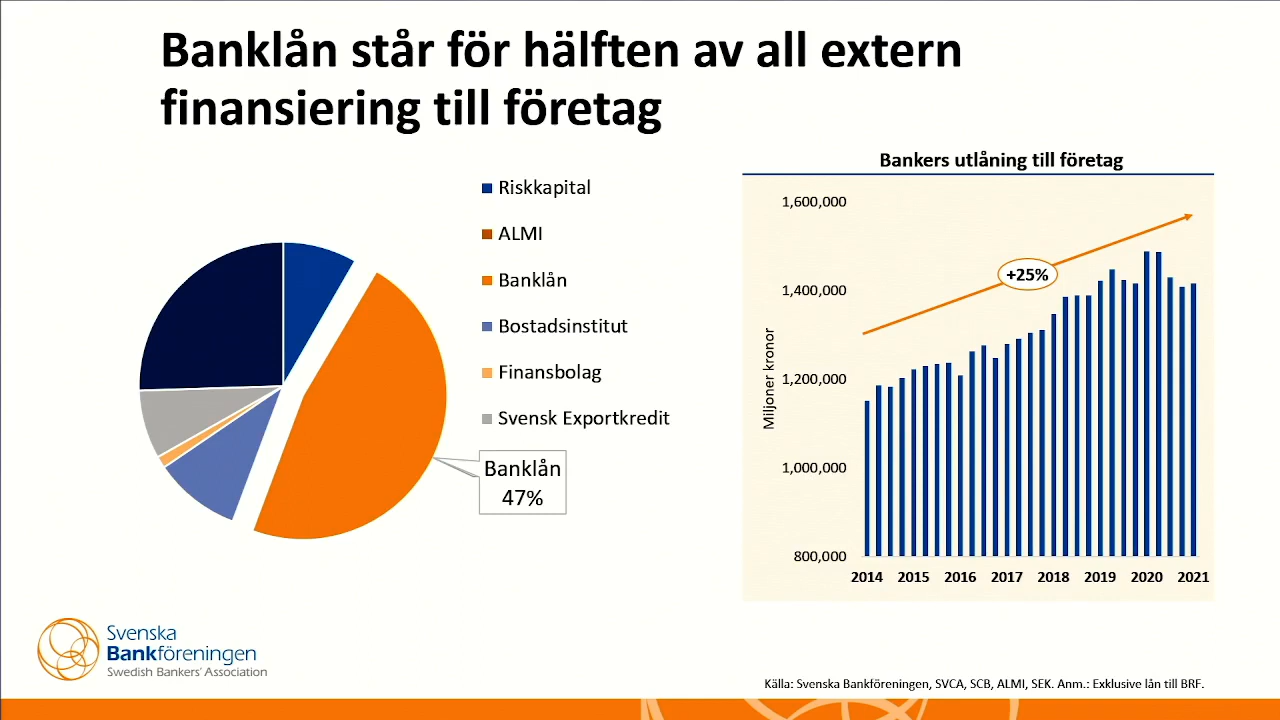 Banklån står för hälften av all extern
finansiering till företag
Riskkapital
ALMI
Banklån
Bostadsinstitut
Finansbolag
Svensk Exportkredit
Banklån
47%
Bankers utlåning till företag
Miljoner kronor
1,600,000
1,400,000
1,200,000
1,000,000
800,000
+25%
2014 2015 2016 2017 2018 2019 2020 2021
Svenska
Bankföreningen
Swedish Bankers' Association
Källa: Svenska Bankföreningen, SVCA, SCB, ALMI, SEK. Anm.: Exklusive lån till BRF.